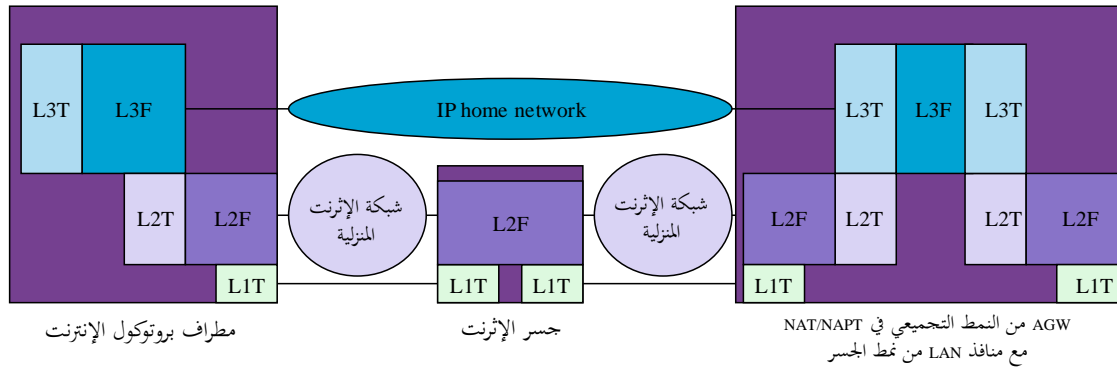 L3T
L3F
IP home network
L3T
L3F
L3T
L2T
L2F
شبكة الإثرنت
المنزلية
L2F
شبكة الإثرنت
المنزلية
L2F
L2T
L2T
L2F
L1T
L1T
L1T
L1T
L1T
مطراف بروتوكول الإنترنت
جسر الإثرنت
AGW من النمط التجميعي في NAT/NAPT
مع منافذ LAN من نمط الجسر